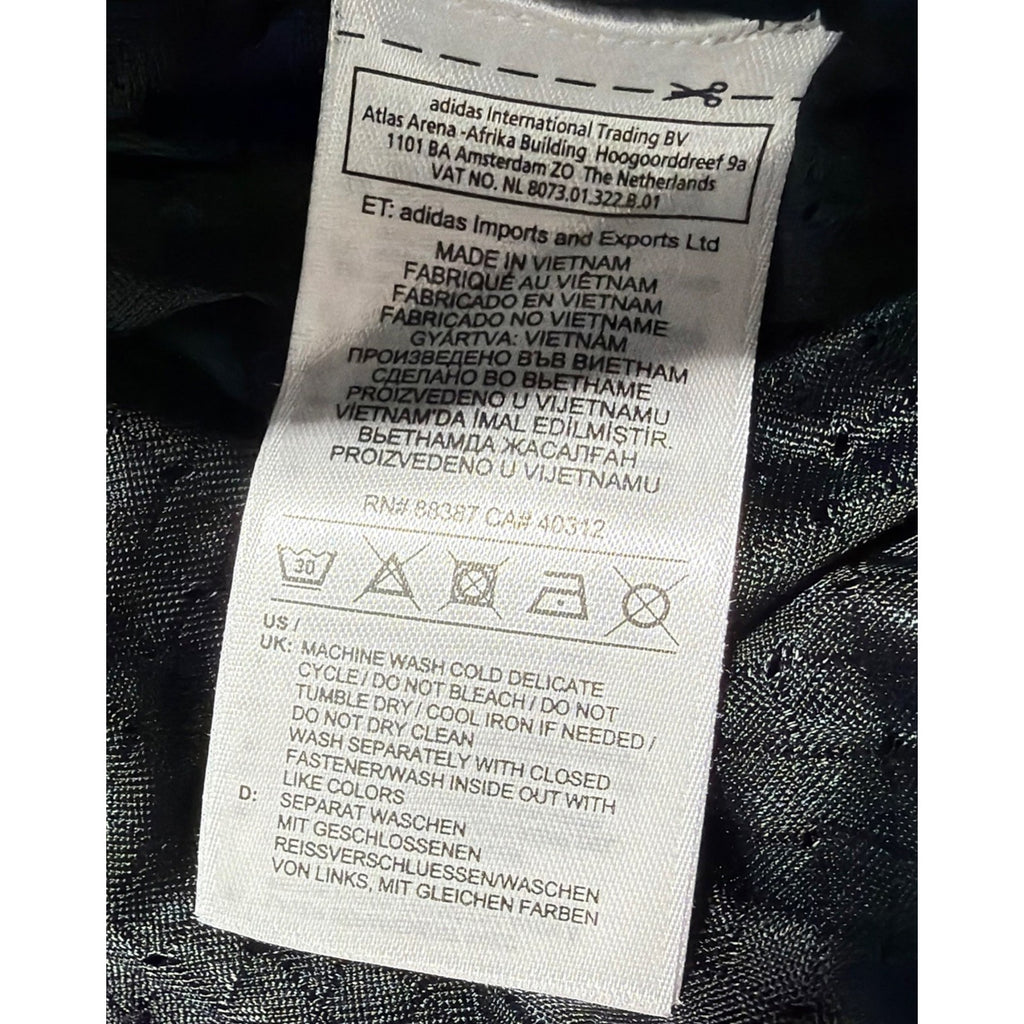 adidas International Trading BV
Atlas Arena -Afrika Building Hoogoorddreef 9a
1101 BA Amsterdam ZO The Netherlands
VAT NO. NL 8073.01.322.B.01
ET: adidas Imports and Exports Ltd
MADE IN VIETNAM
FABRIQUÉ AU VIÊTNAM
FABRICADO EN VIETNAM
FABRICADO NO VIETNAME
GYÁRTVA: VIETNÁM
ПРОИЗВЕДЕНО ВЪВ ВИЕТНАМ
СДЕЛАНО ВО ВЬЕТНАМЕ
PROIZVEDENO U VIJETNAMU
VİETNAM'DA İMAL EDİLMİŞTİR.
ВЬЕТНАМДА ЖАСАЛҒАН
PROIZVEDENO U VIJETNAMU
RN# 88387 CA# 40312
30
US /
UK: MACHINE WASH COLD DELICATE
CYCLE / DO NOT BLEACH / DO NOT
TUMBLE DRY / COOL IRON IF NEEDED /
DO NOT DRY CLEAN
WASH SEPARATELY WITH CLOSED
FASTENER/WASH INSIDE OUT WITH
LIKE COLORS
D: SEPARAT WASCHEN
MIT GESCHLOSSENEN
REISSVERSCHLUESSEN/WASCHEN
VON LINKS, MIT GLEICHEN FARBEN